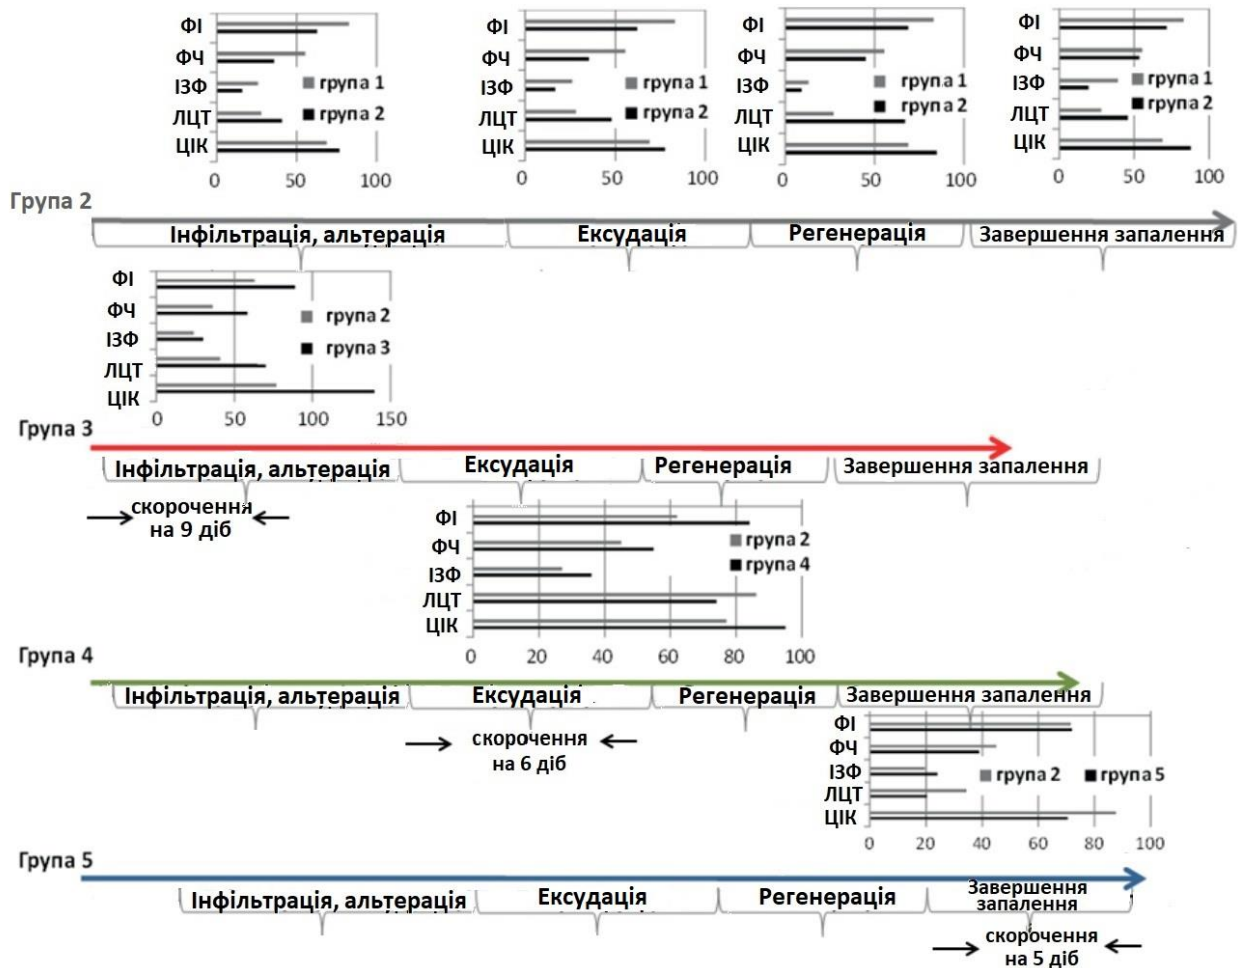 ФІ
ФЧ
ІЗФ
ЛЦТ
ЦІК
група 1
група 2
0 50 100
ФІ
ФЧ
ІЗФ
ЛЦТ
ЦІК
група 1
група 2
0 50 100
ФІ
ФЧ
ІЗФ
ЛЦТ
ЦІК
група 1
група 2
0 50 100
ФІ
ФЧ
ІЗФ
ЛЦТ
ЦІК
група 1
група 2
0 50 100
Група 2
Інфільтрація, альтерація Ексудація Регенерація Завершення запалення
ФІ
ФЧ
ІЗФ
ЛЦТ
ЦІК
група 2
група 3
0 50 100 150
Група 3
Інфільтрація, альтерація Ексудація Регенерація Завершення запалення
скорочення
на 9 діб
ФІ
ФЧ
ІЗФ
ЛЦТ
ЦІК
група 2
група 4
0 20 40 60 80 100
Група 4
Інфільтрація, альтерація Ексудація Регенерація Завершення запалення
скорочення
на 6 діб
ФІ
ФЧ
ІЗФ
ЛЦТ
ЦІК
група 2 група 5
0 20 40 60 80 100
Група 5
Інфільтрація, альтерація Ексудація Регенерація Завершення
запалення
скорочення
на 5 діб